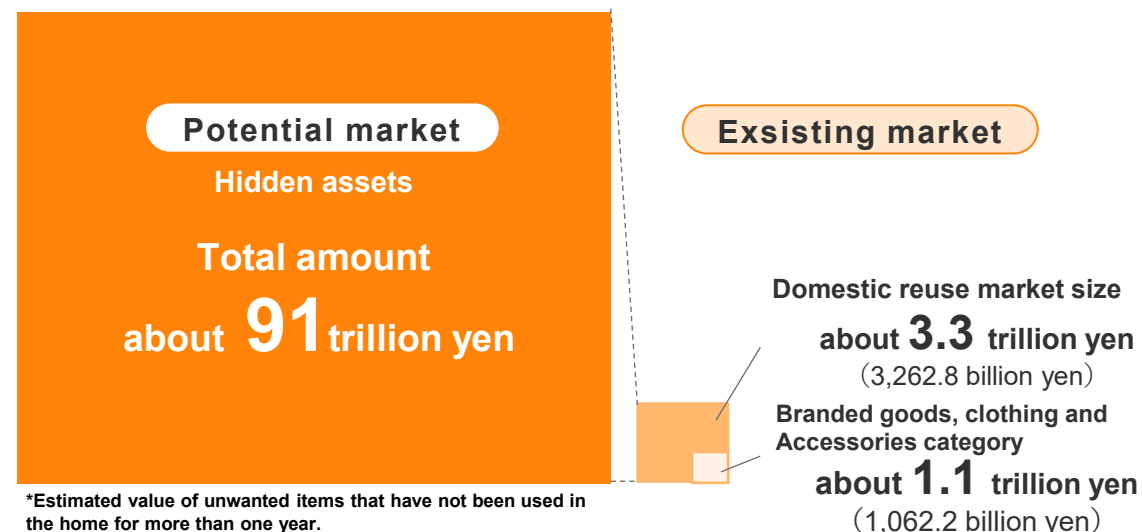 Potential market
Hidden assets
Total amount
about 91 trillion yen
*Estimated value of unwanted items that have not been used in
the home for more than one year.
Exsisting market
Domestic reuse market size
about 3.3 trillion yen
（3,262.8 billion yen）
Branded goods, clothing and
Accessories category
about 1.1 trillion yen
（1,062.2 billion yen）